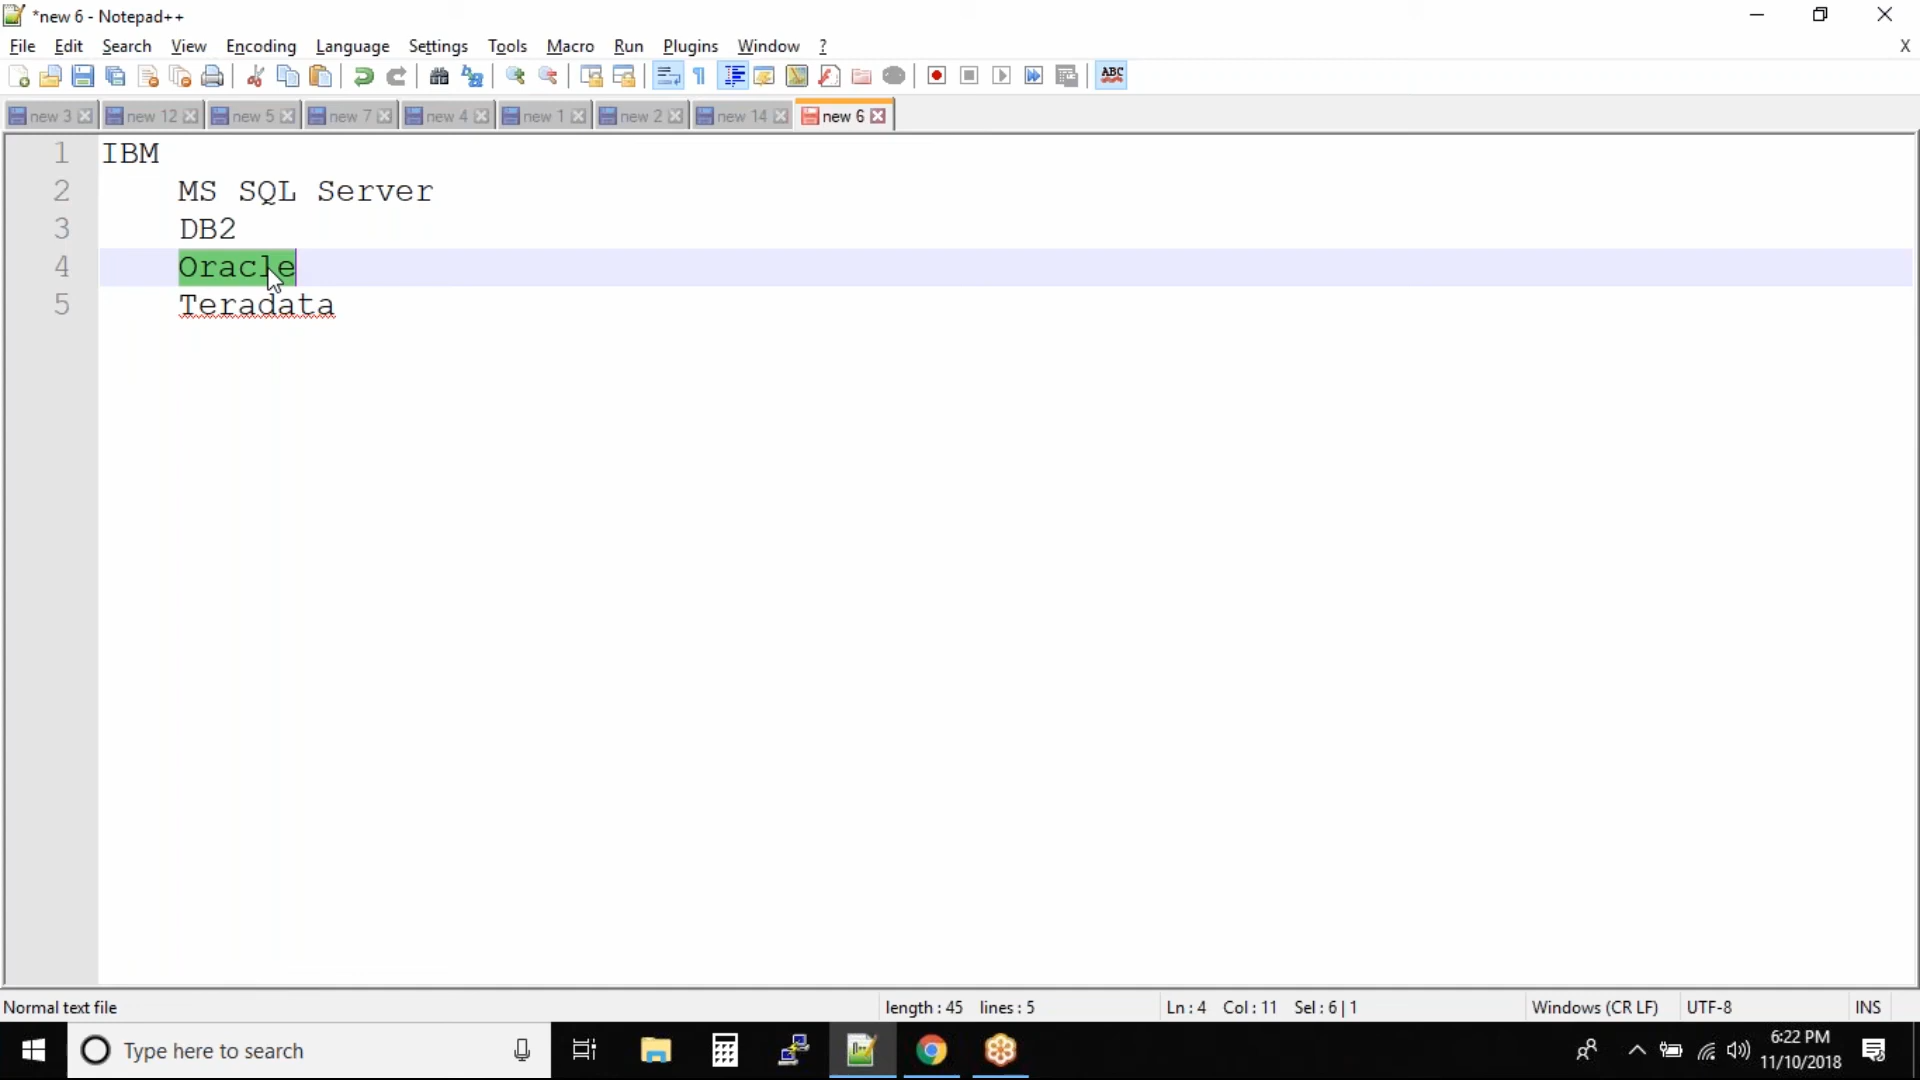 *new 6 - Notepad++
File Edit Search View Encoding Language Settings Tools Macro Run Plugins Window ? X
ABC
new 3 new 12 new 5 new 7 new 4 new 1 new 2 new 14 new 6
1 IBM
2 MS SQL Server
3 DB2
4 Oracle
5 Teradata
Normal text file length : 45 lines : 5 Ln : 4 Col : 11 Sel : 6 | 1 Windows (CR LF) UTF-8 INS
Type here to search
6:22 PM
11/10/2018